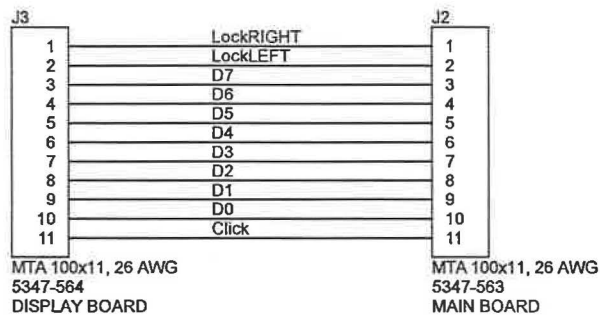 J3 J2
1 LockRIGHT 1
2 LockLEFT 2
3 D7 3
4 D6 4
5 D5 5
6 D4 6
7 D3 7
8 D2 8
9 D1 9
10 D0 10
11 Click 11
MTA 100x11, 26 AWG MTA 100x11, 26 AWG
5347-564 5347-563
DISPLAY BOARD MAIN BOARD